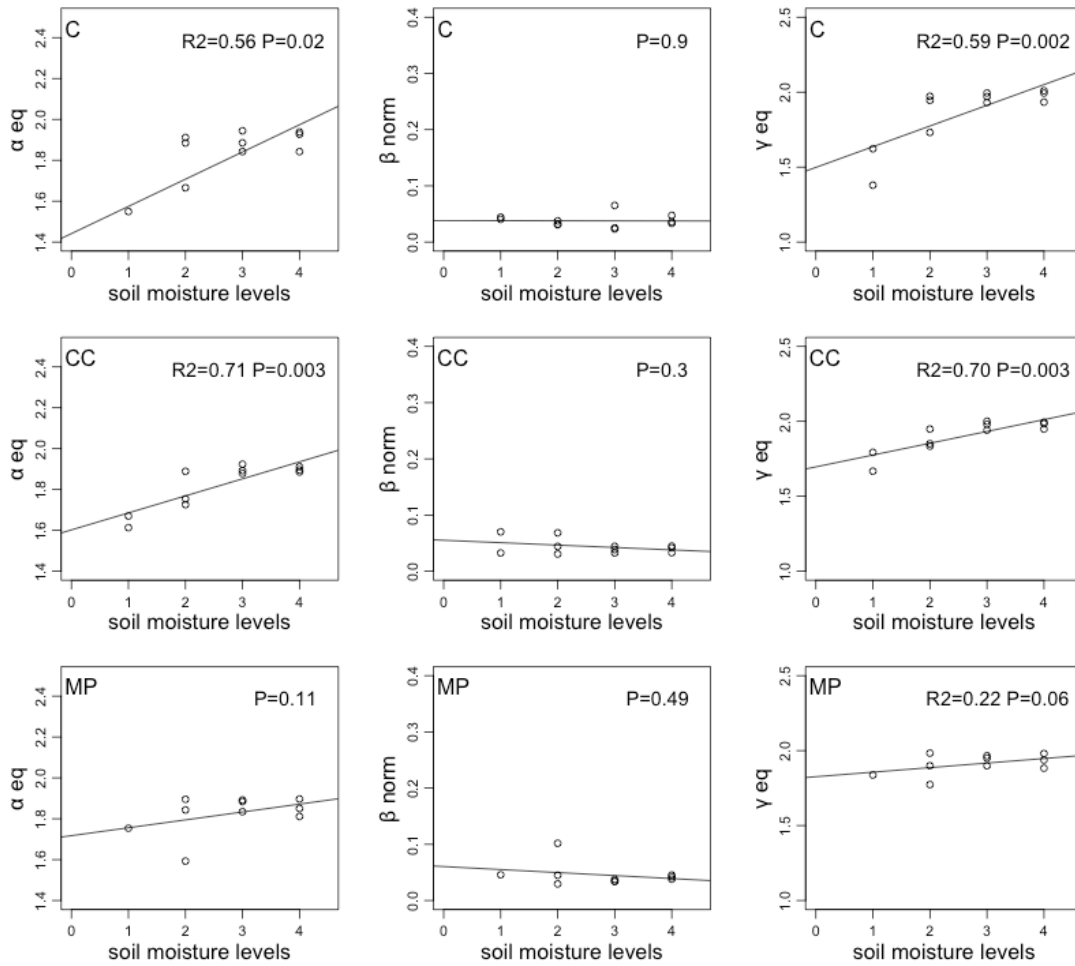 C
R2=0.56 P=0.02
α eq
2.4
2.2
2.0
1.8
1.6
1.4
0 1 2 3 4
soil moisture levels
C
P=0.9
β norm
0.4
0.3
0.2
0.1
0.0
0 1 2 3 4
soil moisture levels
C
R2=0.59 P=0.002
γ eq
2.5
2.0
1.5
1.0
0 1 2 3 4
soil moisture levels
CC
R2=0.71 P=0.003
α eq
2.4
2.2
2.0
1.8
1.6
1.4
0 1 2 3 4
soil moisture levels
CC
P=0.3
β norm
0.4
0.3
0.2
0.1
0.0
0 1 2 3 4
soil moisture levels
CC
R2=0.70 P=0.003
γ eq
2.5
2.0
1.5
1.0
0 1 2 3 4
soil moisture levels
MP
P=0.11
α eq
2.4
2.2
2.0
1.8
1.6
1.4
0 1 2 3 4
soil moisture levels
MP
P=0.49
β norm
0.4
0.3
0.2
0.1
0.0
0 1 2 3 4
soil moisture levels
MP
R2=0.22 P=0.06
γ eq
2.5
2.0
1.5
1.0
0 1 2 3 4
soil moisture levels